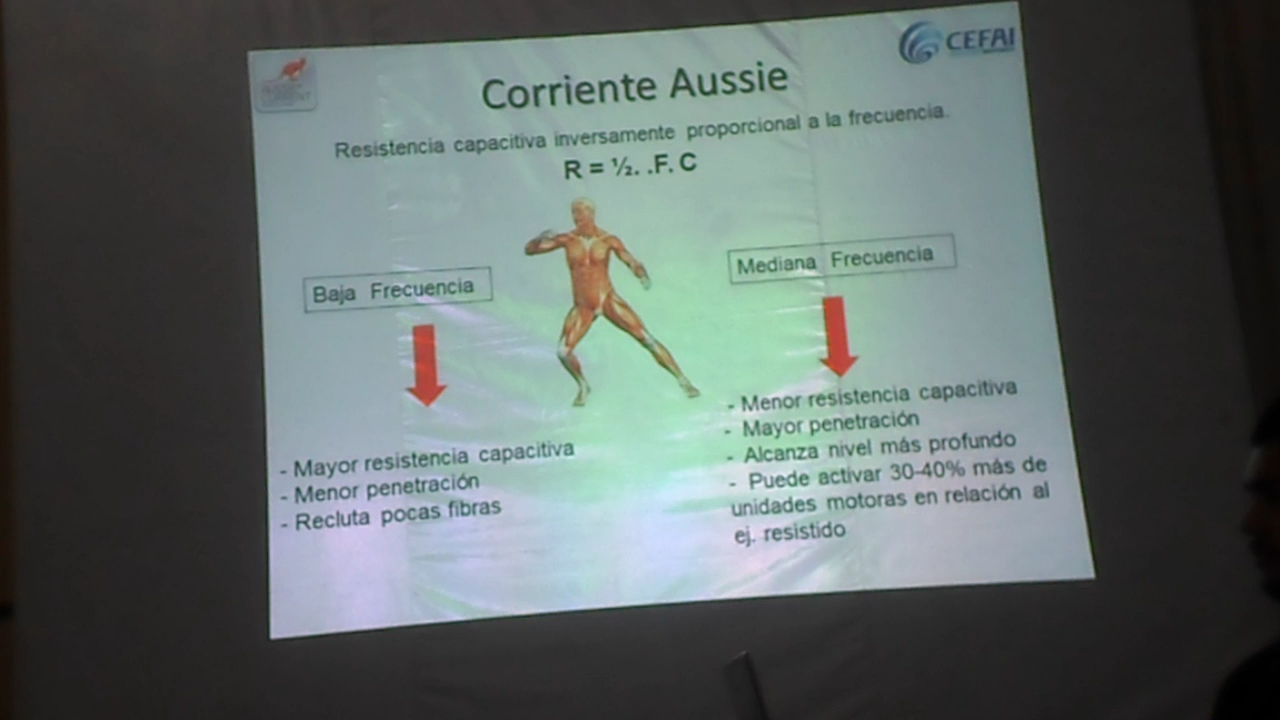 CEFAI
Corriente Aussie
Resistencia capacitiva inversamente proporcional a la frecuencia.
R = ½. .F. C
Baja Frecuencia
Mediana Frecuencia
- Mayor resistencia capacitiva
- Menor penetración
- Recluta pocas fibras
- Menor resistencia capacitiva
- Mayor penetración
- Alcanza nivel más profundo
- Puede activar 30-40% más de
unidades motoras en relación al
ej. resistido